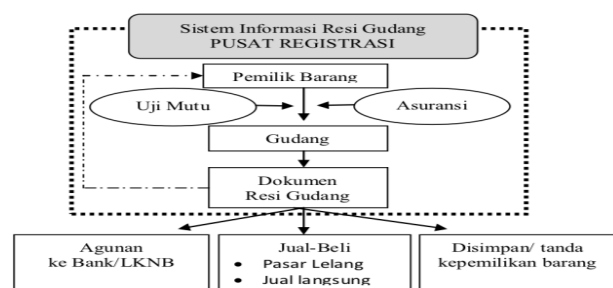 Sistem Informasi Resi Gudang
PUSAT REGISTRASI
Pemilik Barang
Uji Mutu
Asuransi
Gudang
Dokumen
Resi Gudang
Agunan
ke Bank/LKNB
Jual-Beli
• Pasar Lelang
• Jual langsung
Disimpan/ tanda
kepemilikan barang